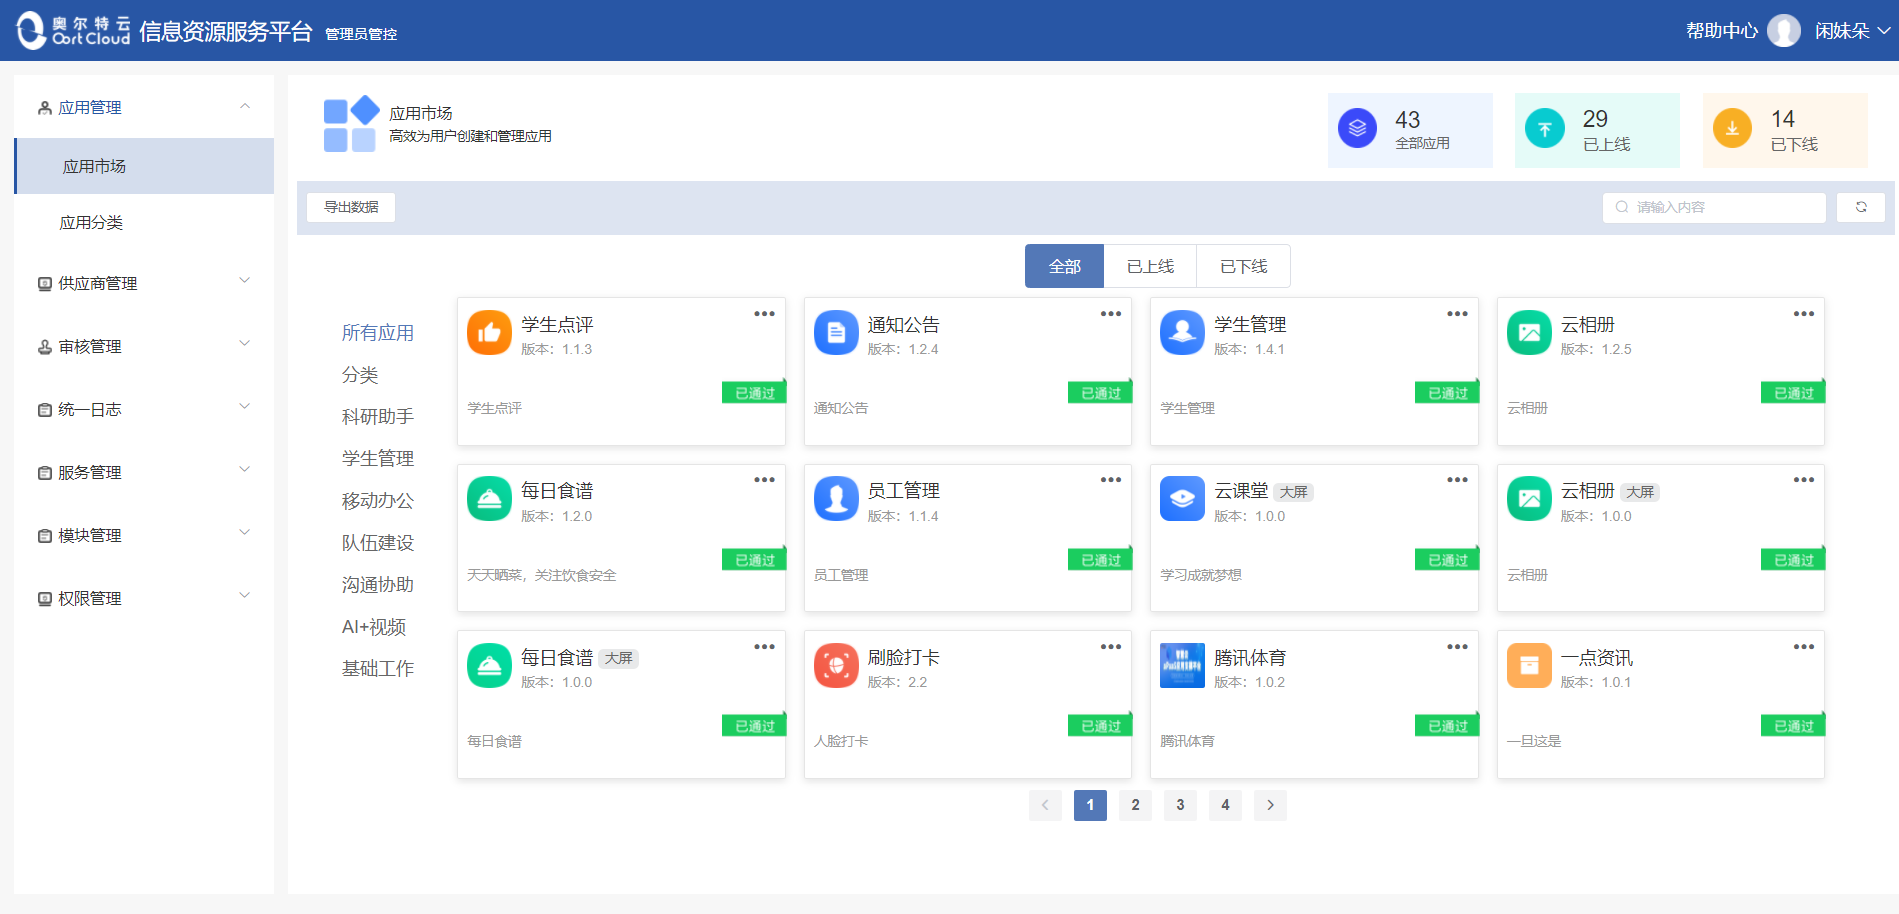 奥尔特云
OortCloud
信息资源服务平台 管理员管控
帮助中心
闲妹朵
应用管理
应用市场
应用分类
供应商管理
审核管理
统一日志
服务管理
模块管理
权限管理
应用市场
高效为用户创建和管理应用
43
全部应用
29
已上线
14
已下线
导出数据
请输入内容
全部
已上线
已下线
所有应用
分类
科研助手
学生管理
移动办公
队伍建设
沟通协助
AI+视频
基础工作
学生点评
版本：1.1.3
已通过
学生点评
通知公告
版本：1.2.4
已通过
通知公告
学生管理
版本：1.4.1
已通过
学生管理
云相册
版本：1.2.5
已通过
云相册
每日食谱
版本：1.2.0
已通过
天天晒菜，关注饮食安全
员工管理
版本：1.1.4
已通过
员工管理
云课堂 大屏
版本：1.0.0
已通过
学习成就梦想
云相册 大屏
版本：1.0.0
已通过
云相册
每日食谱 大屏
版本：1.0.0
已通过
每日食谱
刷脸打卡
版本：2.2
已通过
人脸打卡
腾讯体育
版本：1.0.2
已通过
腾讯体育
一点资讯
版本：1.0.1
已通过
一旦这是
1 2 3 4